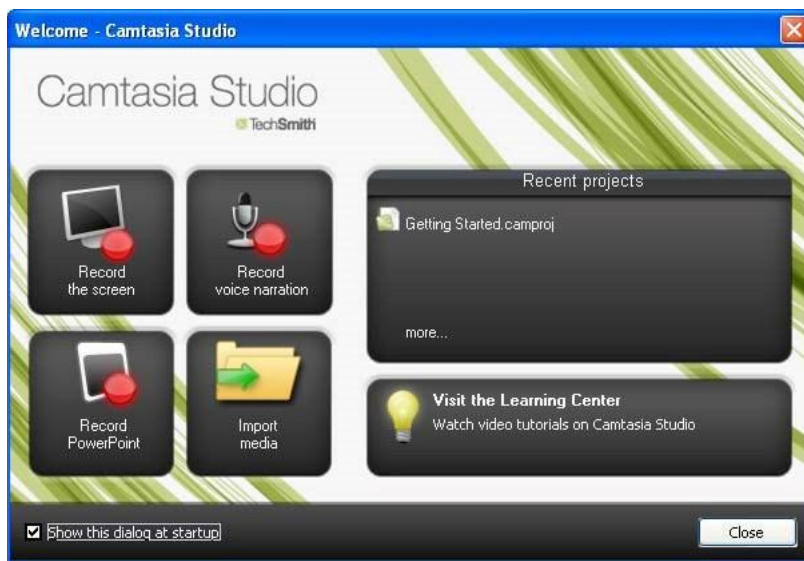 Welcome - Camtasia Studio
Camtasia Studio
TechSmith
Record
the screen
Record
voice narration
Record
PowerPoint
Import
media
Recent projects
Getting Started.camproj
more...
Visit the Learning Center
Watch video tutorials on Camtasia Studio
Show this dialog at startup
Close